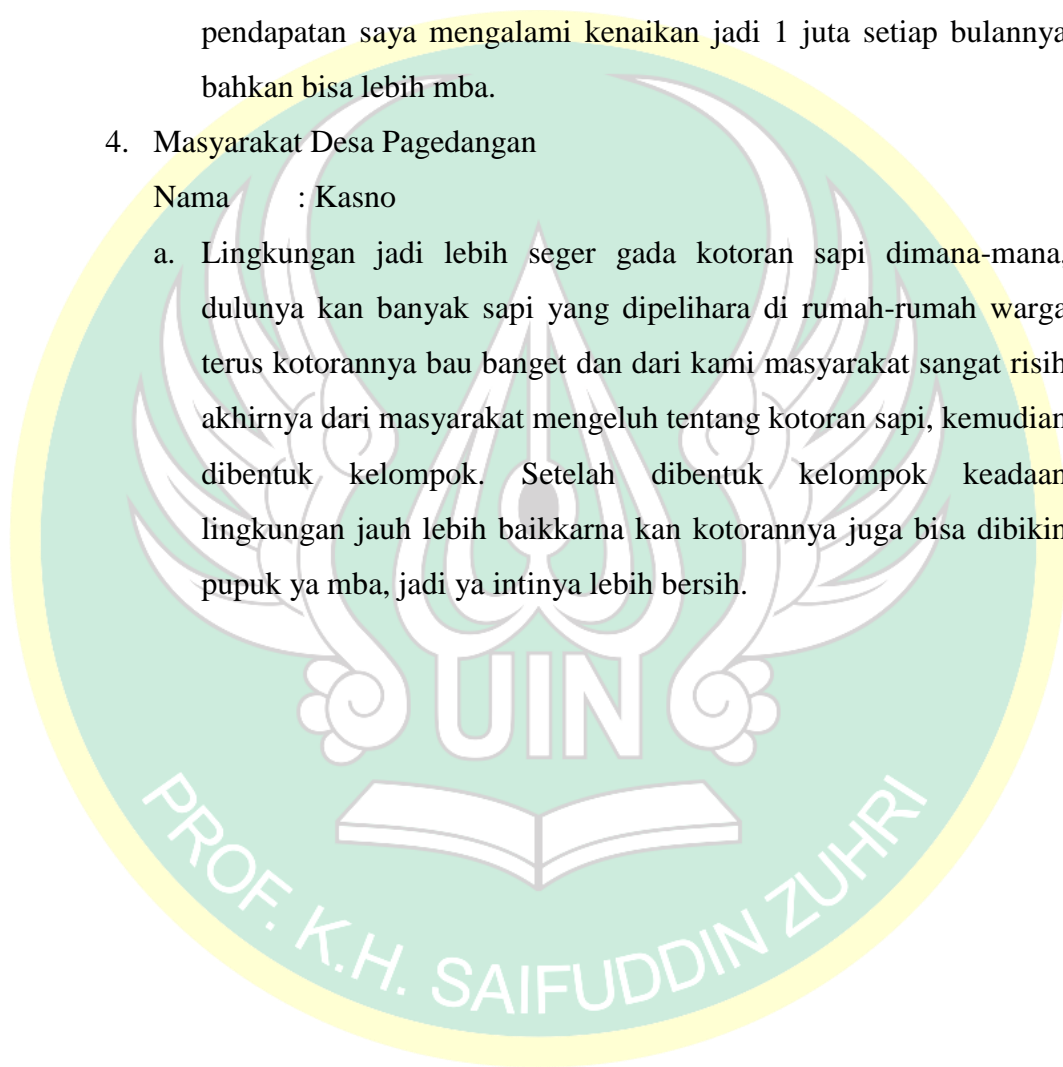 pendapatan saya mengalami kenaikan jadi 1 juta setiap bulannya
bahkan bisa lebih mba.
4. Masyarakat Desa Pagedangan
Nama : Kasno
a. Lingkungan jadi lebih seger gada kotoran sapi dimana-mana,
dulunya kan banyak sapi yang dipelihara di rumah-rumah warga
terus kotorannya bau banget dan dari kami masyarakat sangat risih
akhirnya dari masyarakat mengeluh tentang kotoran sapi, kemudian
dibentuk kelompok. Setelah dibentuk kelompok keadaan
lingkungan jauh lebih baikkarna kan kotorannya juga bisa dibikin
pupuk ya mba, jadi ya intinya lebih bersih.
UIN
PROF. K.H. SAIFUDDIN ZUHRI